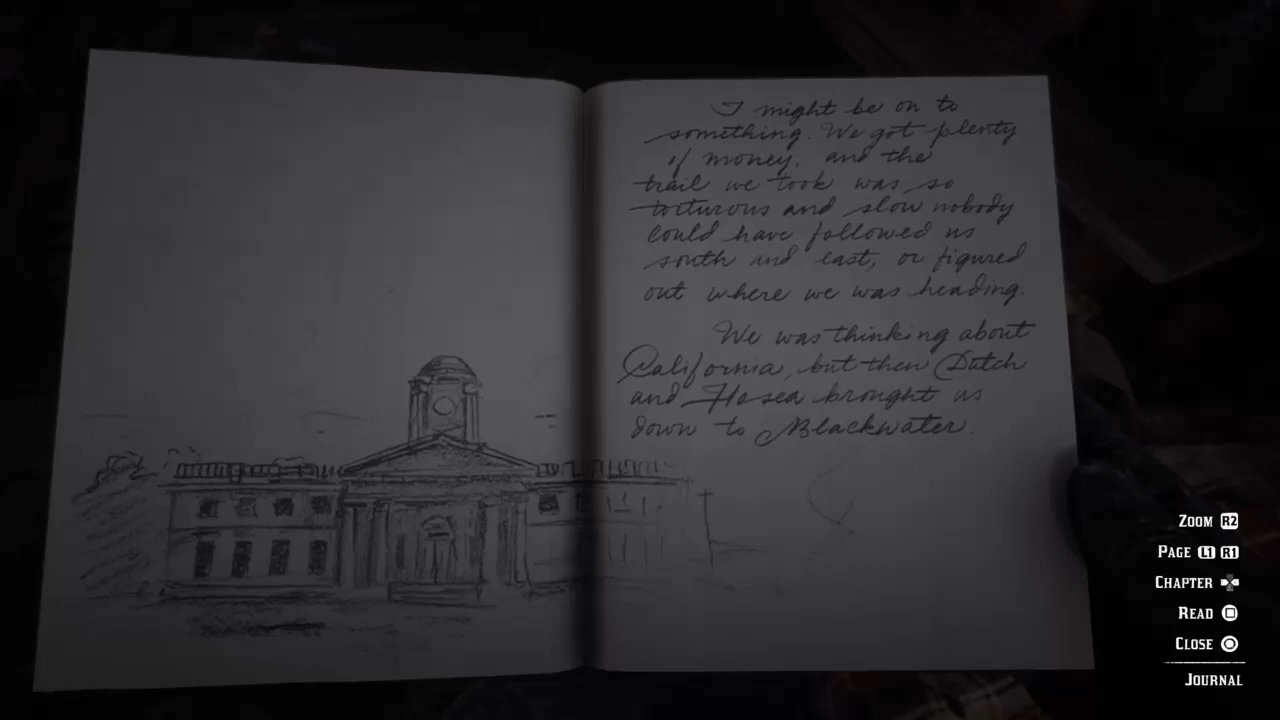 I might be on to
something. We got plenty
of money, and the
trail we took was so
torturous and slow nobody
could have followed us
south and east, or figured
out where we was heading.
We was thinking about
California, but then Dutch
and Hosea brought us
down to Blackwater.
ZOOM R2
PAGE L1 R1
CHAPTER
READ
CLOSE
JOURNAL